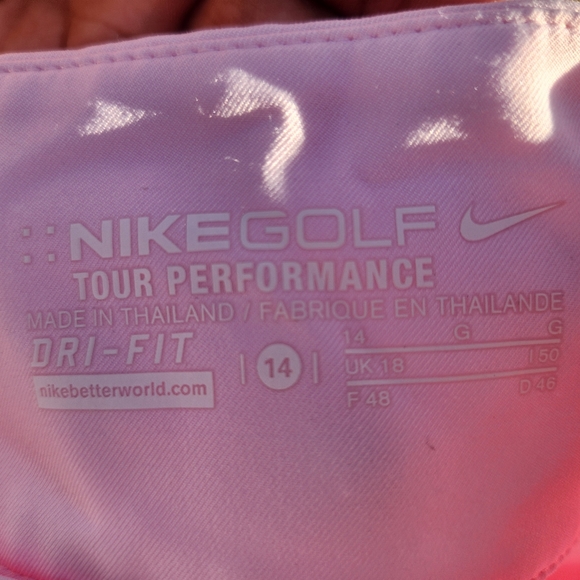 NIKEGOLF
TOUR PERFORMANCE
MADE IN THAILAND / FABRIQUE EN THAILANDE
DRI-FIT
nikebetterworld.com
14
14 G G
UK 18 I 50
F 48 D 46